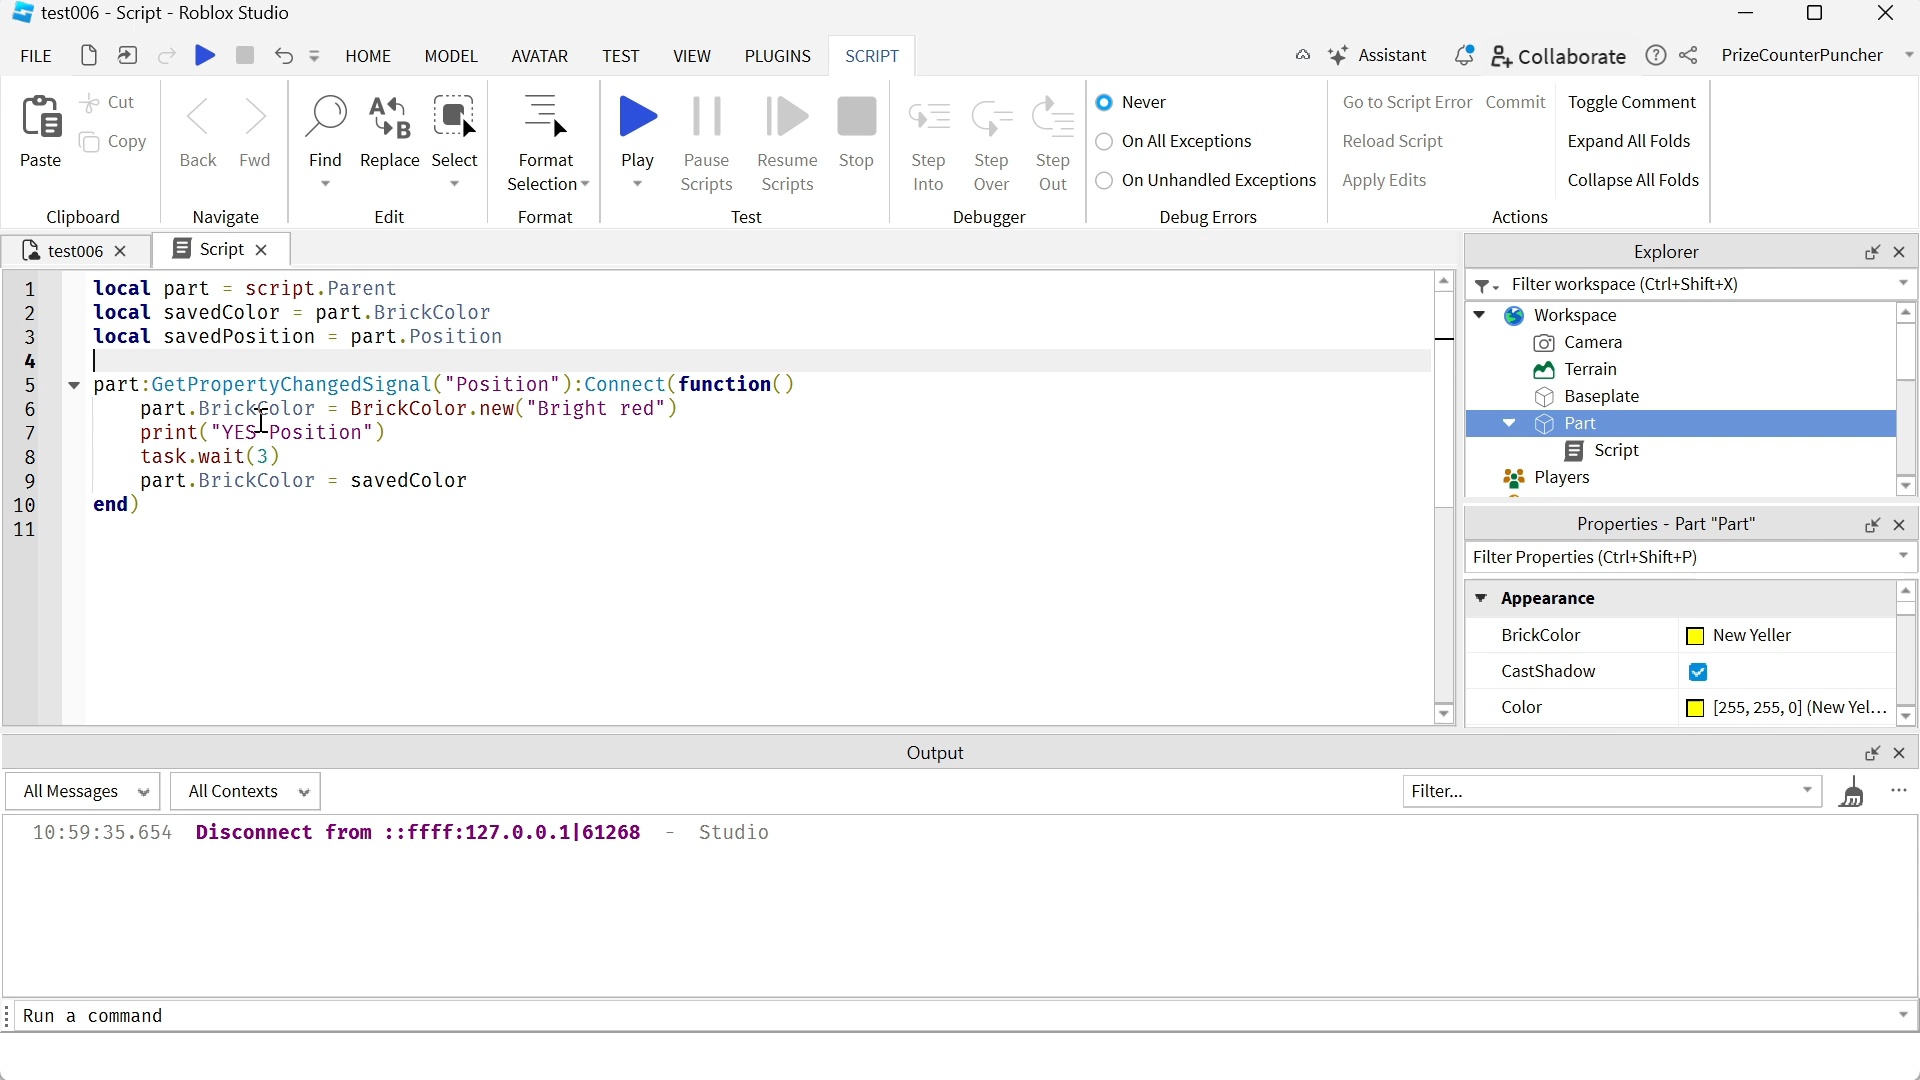 test006 - Script - Roblox Studio
FILE HOME MODEL AVATAR TEST VIEW PLUGINS SCRIPT Assistant Collaborate PrizeCounterPuncher
Paste Cut Copy
Clipboard
Back Fwd
Navigate
Find Replace Select
Edit
Format Selection
Format
Play Pause Scripts Resume Scripts Stop
Test
Step Into Step Over Step Out
Debugger
Never
On All Exceptions
On Unhandled Exceptions
Debug Errors
Go to Script Error Commit Toggle Comment
Reload Script Expand All Folds
Apply Edits Collapse All Folds
Actions
test006 Script
1 local part = script.Parent
2 local savedColor = part.BrickColor
3 local savedPosition = part.Position
4
5 part:GetPropertyChangedSignal("Position"):Connect(function()
6 part.BrickColor = BrickColor.new("Bright red")
7 print("YES Position")
8 task.wait(3)
9 part.BrickColor = savedColor
10 end)
11
Explorer
Filter workspace (Ctrl+Shift+X)
Workspace
Camera
Terrain
Baseplate
Part
Script
Players
Properties - Part "Part"
Filter Properties (Ctrl+Shift+P)
Appearance
BrickColor New Yeller
CastShadow
Color [255, 255, 0] (New Yel...
Output
All Messages All Contexts Filter...
10:59:35.654 Disconnect from ::ffff:127.0.0.1|61268 - Studio
Run a command